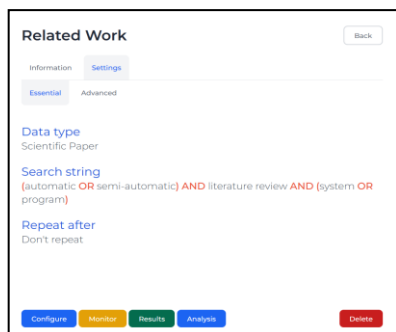 Related Work
Back
Information Settings
Essential Advanced
Data type
Scientific Paper
Search string
(automatic OR semi-automatic) AND literature review AND (system OR
program)
Repeat after
Don't repeat
Configure Monitor Results Analysis Delete